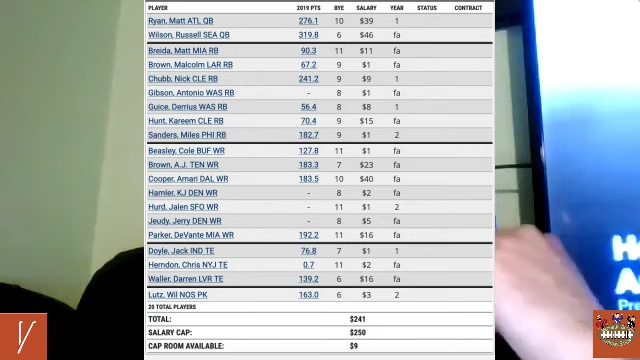 PLAYER 2019 PTS BYE SALARY YEAR STATUS CONTRACT
Ryan, Matt ATL QB 276.1 10 $39 1
Wilson, Russell SEA QB 319.8 6 $46 fa
Breida, Matt MIA RB 90.3 11 $11 fa
Brown, Malcolm LAR RB 67.2 9 $1 fa
Chubb, Nick CLE RB 241.2 9 $9 1
Gibson, Antonio WAS RB - 8 $1 fa
Guice, Derrius WAS RB 56.4 8 $8 1
Hunt, Kareem CLE RB 70.4 9 $15 fa
Sanders, Miles PHI RB 182.7 9 $1 2
Beasley, Cole BUF WR 127.8 11 $1 fa
Brown, A.J. TEN WR 183.3 7 $23 fa
Cooper, Amari DAL WR 183.5 10 $40 fa
Hamler, KJ DEN WR - 8 $2 fa
Hurd, Jalen SFO WR - 11 $1 2
Jeudy, Jerry DEN WR - 8 $5 fa
Parker, DeVante MIA WR 192.2 11 $16 fa
Doyle, Jack IND TE 76.8 7 $1 1
Herndon, Chris NYJ TE 0.7 11 $2 fa
Waller, Darren LVR TE 139.2 6 $16 fa
Lutz, Wil NOS PK 163.0 6 $3 2
20 TOTAL PLAYERS
TOTAL: $241
SALARY CAP: $250
CAP ROOM AVAILABLE: $9
V